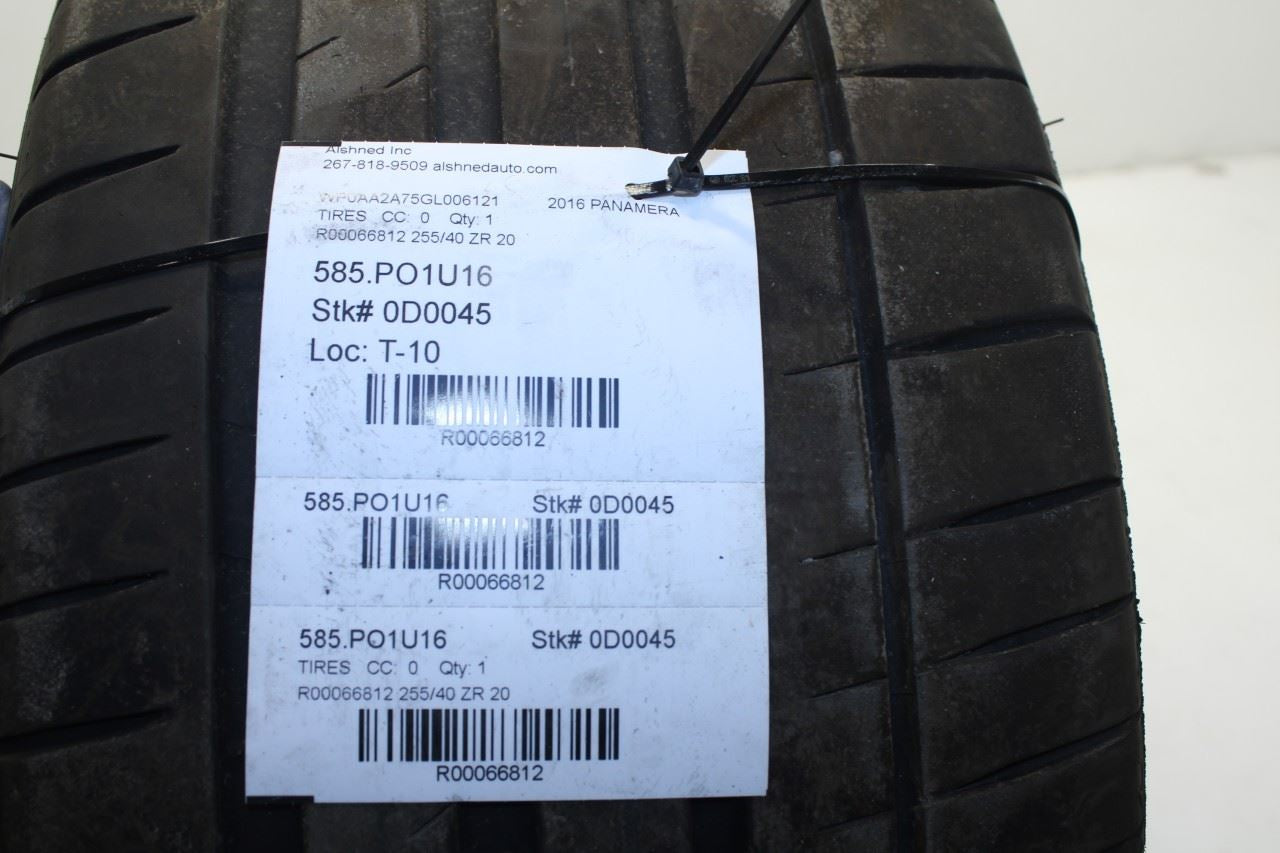 Alshned Inc
267-818-9509 alshnedauto.com
WP0AA2A75GL006121 2016 PANAMERA
TIRES CC: 0 Qty: 1
R00066812 255/40 ZR 20
585.PO1U16
Stk# 0D0045
Loc: T-10
R00066812
585.PO1U16 Stk# 0D0045
R00066812
585.PO1U16 Stk# 0D0045
TIRES CC: 0 Qty: 1
R00066812 255/40 ZR 20
R00066812